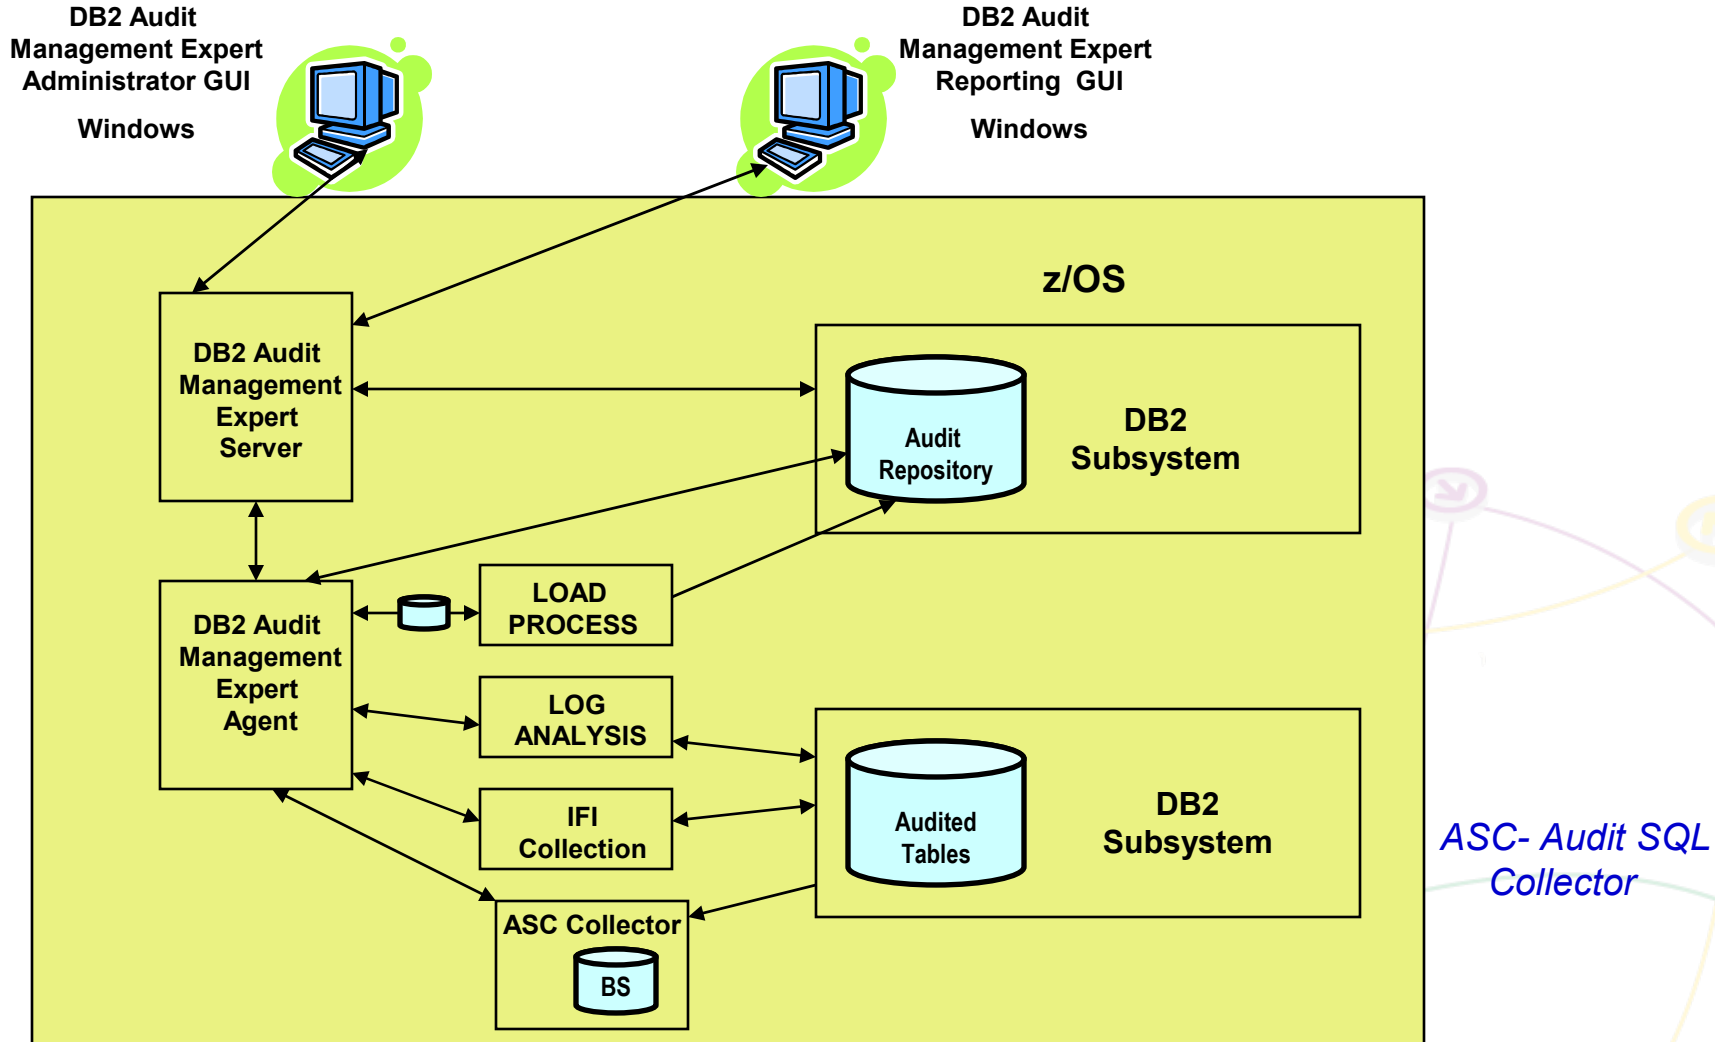 DB2 Audit
Management Expert
Administrator GUI
Windows
DB2 Audit
Management Expert
Reporting GUI
Windows
z/OS
DB2 Audit
Management
Expert
Server
Audit
Repository
DB2
Subsystem
DB2 Audit
Management
Expert
Agent
LOAD
PROCESS
LOG
ANALYSIS
IFI
Collection
ASC Collector
BS
Audited
Tables
DB2
Subsystem
ASC- Audit SQL
Collector